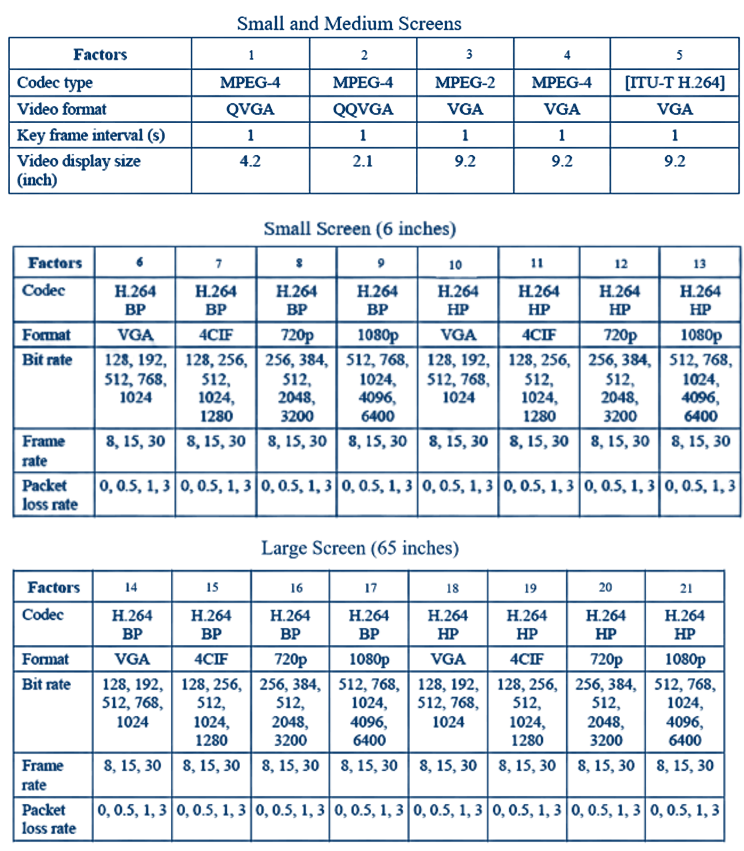 Small and Medium Screens
Factors 1 2 3 4 5
Codec type MPEG-4 MPEG-4 MPEG-2 MPEG-4 [ITU-T H.264]
Video format QVGA QQVGA VGA VGA VGA
Key frame interval (s) 1 1 1 1 1
Video display size 4.2 2.1 9.2 9.2 9.2
(inch)
Small Screen (6 inches)
Factors 6 7 8 9 10 11 12 13
Codec H.264 H.264 H.264 H.264 H.264 H.264 H.264 H.264
BP BP BP BP HP HP HP HP
Format VGA 4CIF 720p 1080p VGA 4CIF 720p 1080p
Bit rate 128, 192, 128, 256, 256, 384, 512, 768, 128, 192, 128, 256, 256, 384, 512, 768,
512, 768, 512, 512, 1024, 512, 768, 512, 512, 1024,
1024 1024, 2048, 4096, 1024 1024, 2048, 4096,
1280 3200 6400 1280 3200 6400
Frame 8, 15, 30 8, 15, 30 8, 15, 30 8, 15, 30 8, 15, 30 8, 15, 30 8, 15, 30 8, 15, 30
rate
Packet 0, 0.5, 1, 3 0, 0.5, 1, 3 0, 0.5, 1, 3 0, 0.5, 1, 3 0, 0.5, 1, 3 0, 0.5, 1, 3 0, 0.5, 1, 3 0, 0.5, 1, 3
loss rate
Large Screen (65 inches)
Factors 14 15 16 17 18 19 20 21
Codec H.264 H.264 H.264 H.264 H.264 H.264 H.264 H.264
BP BP BP BP HP HP HP HP
Format VGA 4CIF 720p 1080p VGA 4CIF 720p 1080p
Bit rate 128, 192, 128, 256, 256, 384, 512, 768, 128, 192, 128, 256, 256, 384, 512, 768,
512, 768, 512, 512, 1024, 512, 768, 512, 512, 1024,
1024 1024, 2048, 4096, 1024 1024, 2048, 4096,
1280 3200 6400 1280 3200 6400
Frame 8, 15, 30 8, 15, 30 8, 15, 30 8, 15, 30 8, 15, 30 8, 15, 30 8, 15, 30 8, 15, 30
rate
Packet 0, 0.5, 1, 3 0, 0.5, 1, 3 0, 0.5, 1, 3 0, 0.5, 1, 3 0, 0.5, 1, 3 0, 0.5, 1, 3 0, 0.5, 1, 3 0, 0.5, 1, 3
loss rate